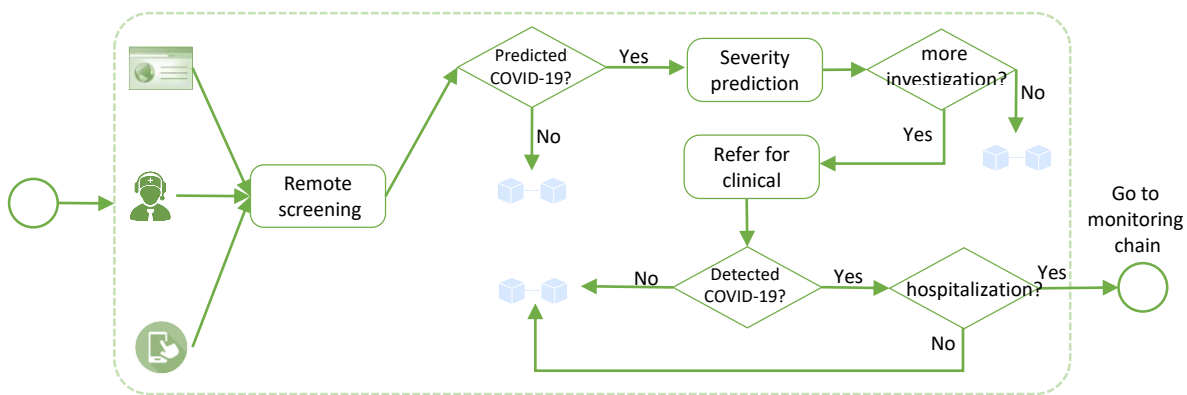 Predicted
COVID-19?
Yes
Severity
prediction
more
investigation?
No
No
Yes
Remote
screening
Refer for
clinical
Go to
monitoring
chain
No
Detected
COVID-19?
Yes
hospitalization?
Yes
No